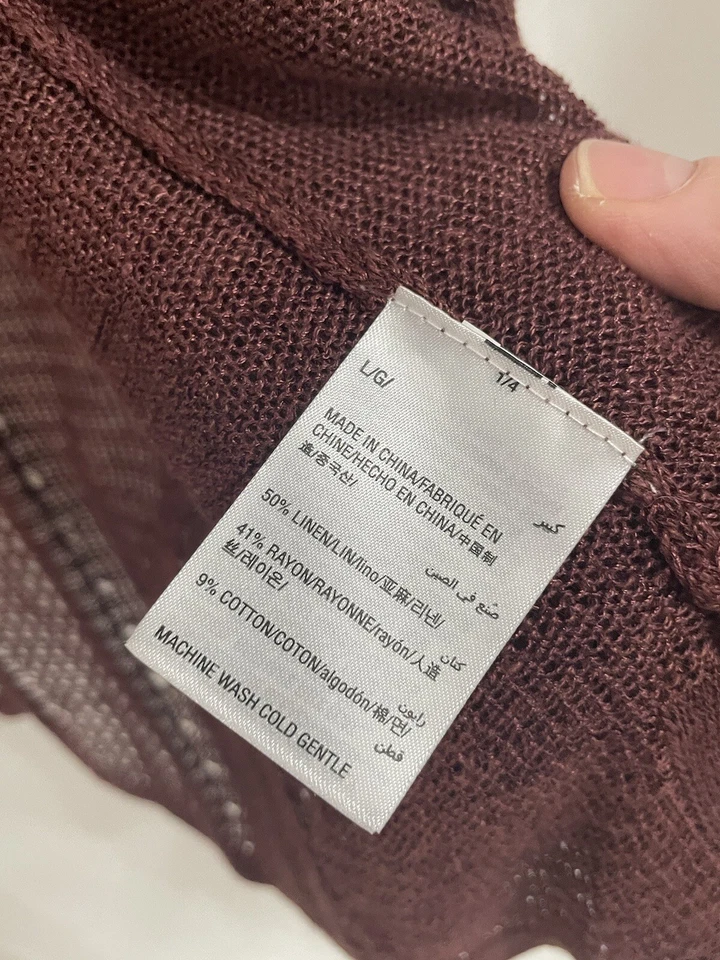 1/4
L/G/
كبير
MADE IN CHINA/FABRIQUÉ EN
CHINE/HECHO EN CHINA/中国制
造/중국산/
صُنع في الصين
50% LINEN/LIN/lino/亚麻/리넨/
كتان
41% RAYON/RAYONNE/rayón/人造
丝/레이온/
رايون
9% COTTON/COTON/algodón/棉/면/
قطن
MACHINE WASH COLD GENTLE